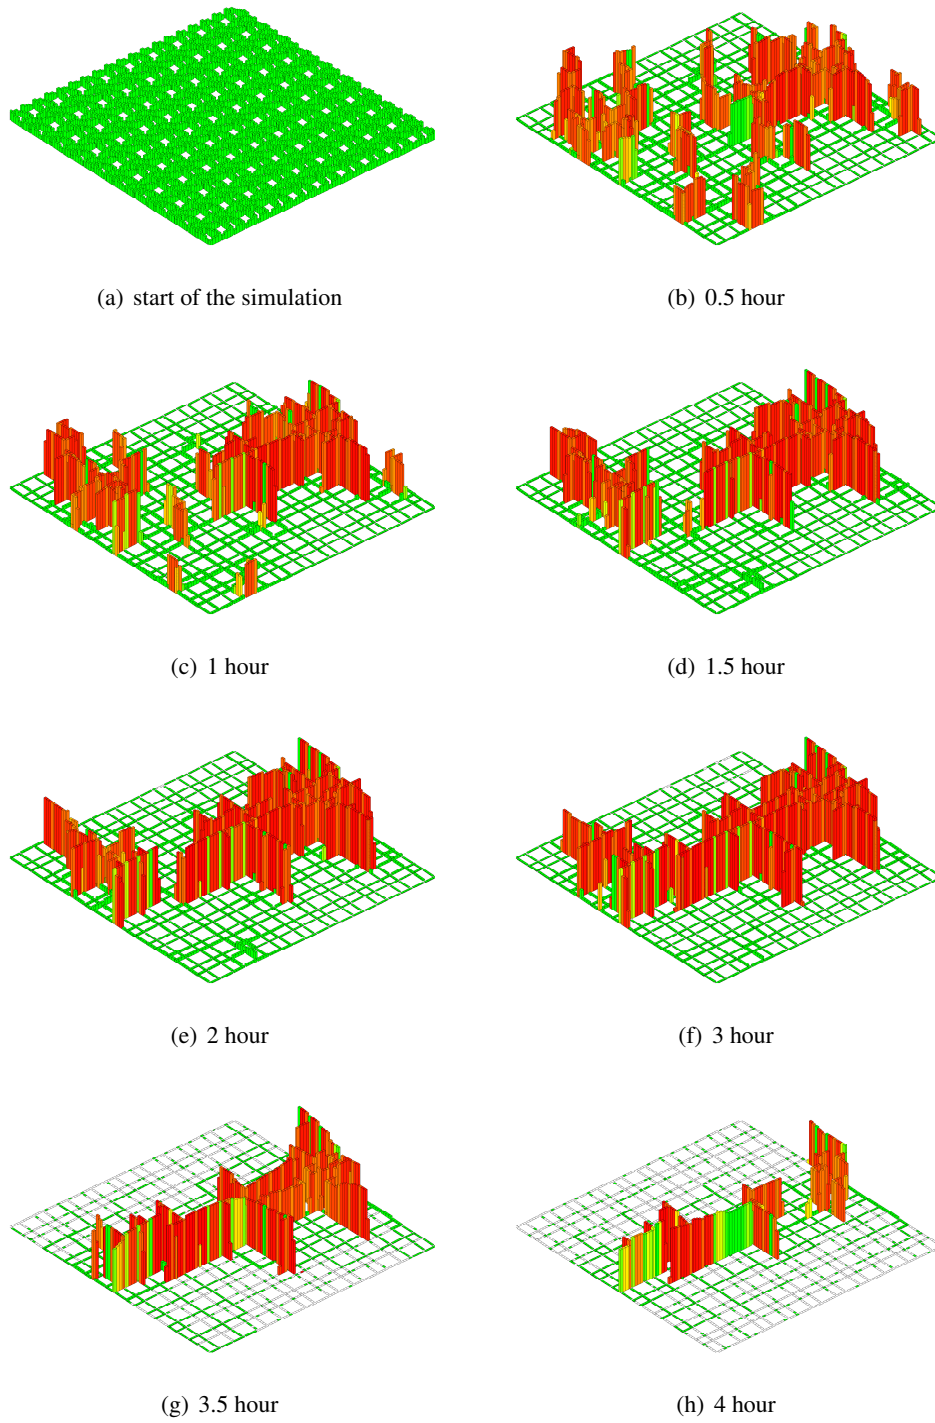 (a) start of the simulation
(b) 0.5 hour
(c) 1 hour
(d) 1.5 hour
(e) 2 hour
(f) 3 hour
(g) 3.5 hour
(h) 4 hour